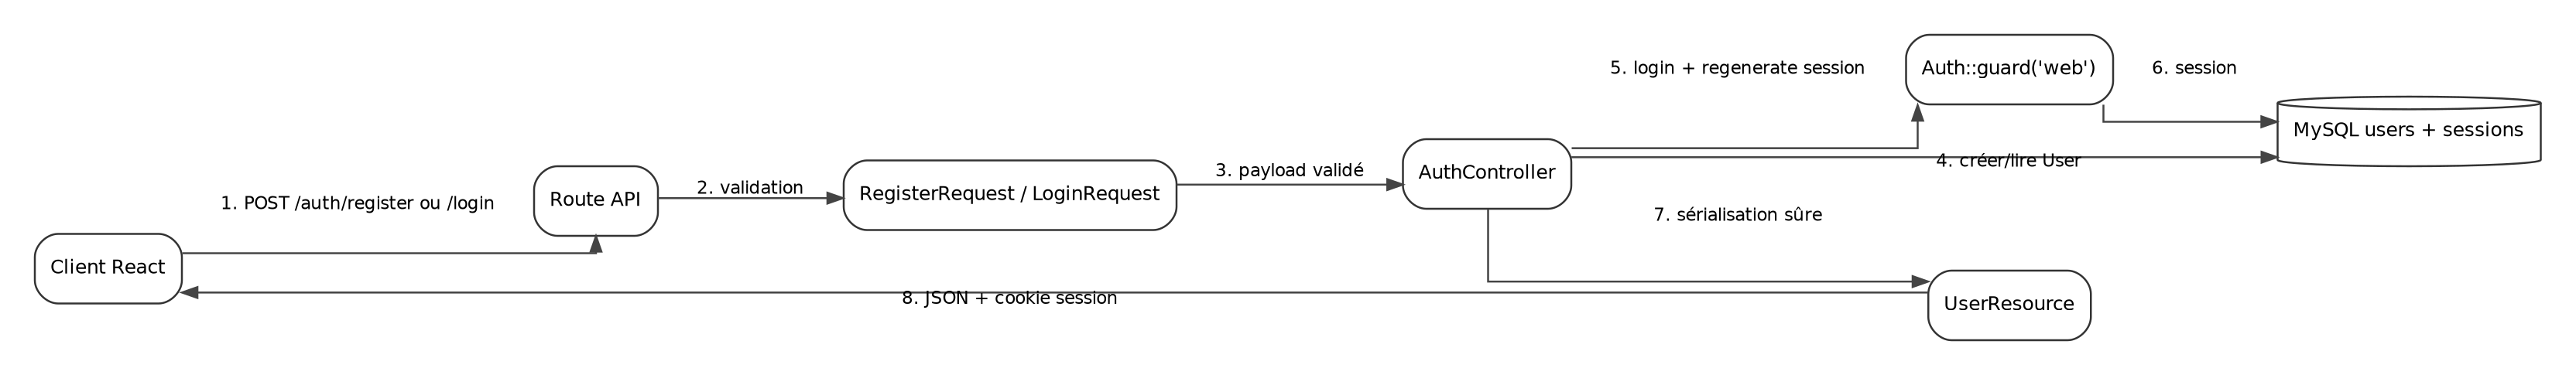 Auth::guard('web')
5. login + regenerate session
6. session
MySQL users + sessions
4. créer/lire User
AuthController
3. payload validé
2. validation
RegisterRequest / LoginRequest
Route API
1. POST /auth/register ou /login
7. sérialisation sûre
Client React
8. JSON + cookie session
UserResource